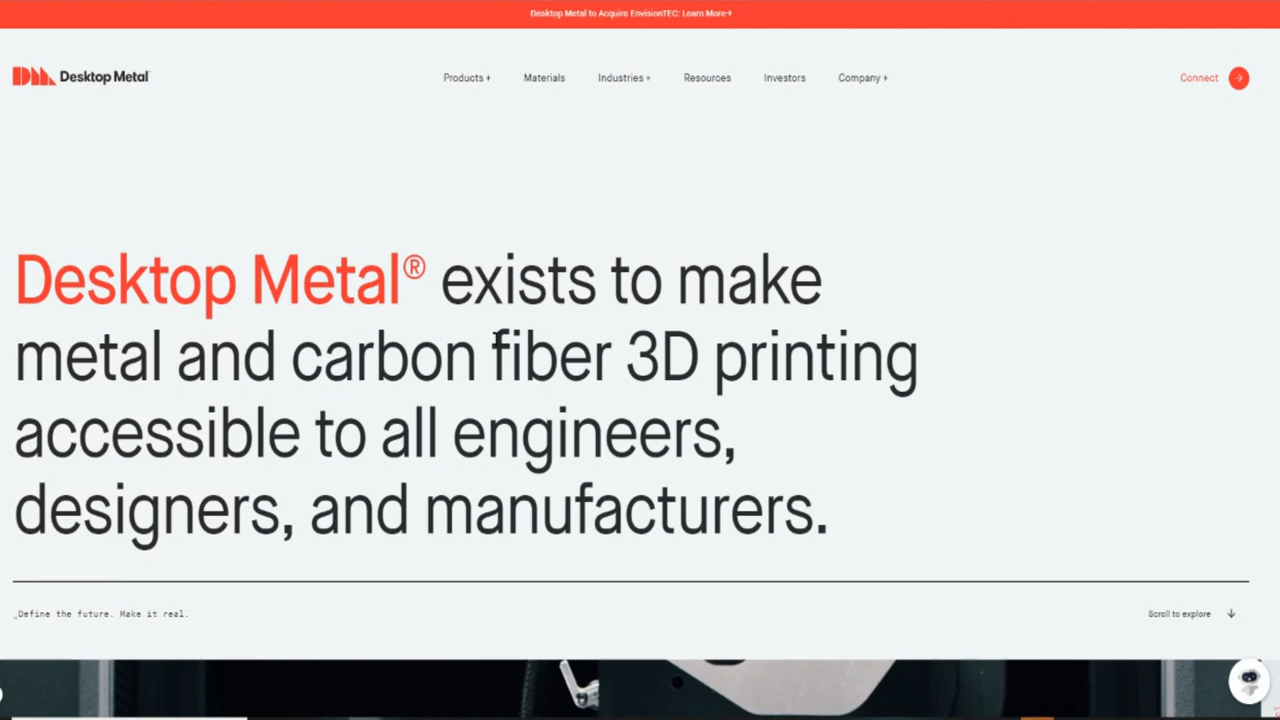 Desktop Metal to Acquire EnvisionTEC: Learn More→
Desktop Metal
Products +
Materials
Industries +
Resources
Investors
Company +
Connect →
Desktop Metal® exists to make
metal and carbon fiber 3D printing
accessible to all engineers,
designers, and manufacturers.
_Define the future. Make it real.
Scroll to explore ↓